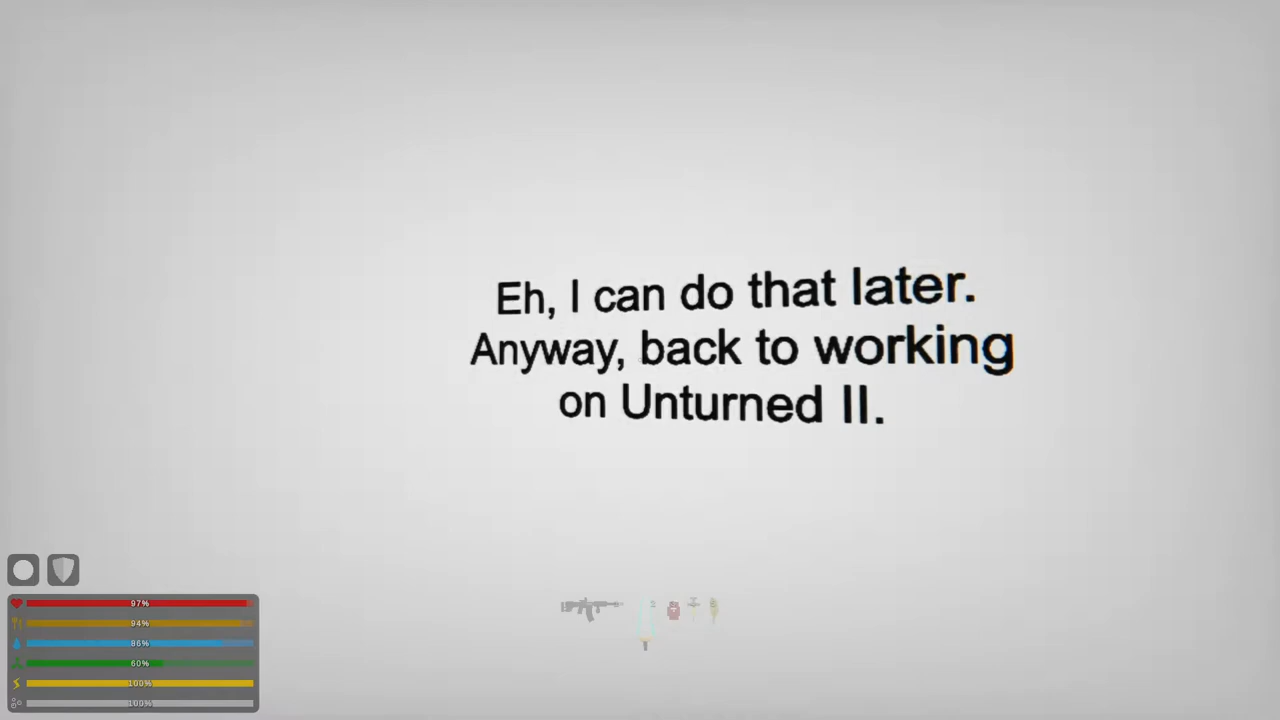 Eh, I can do that later.
Anyway, back to working
on Unturned II.
97%
94%
86%
60%
100%
100%